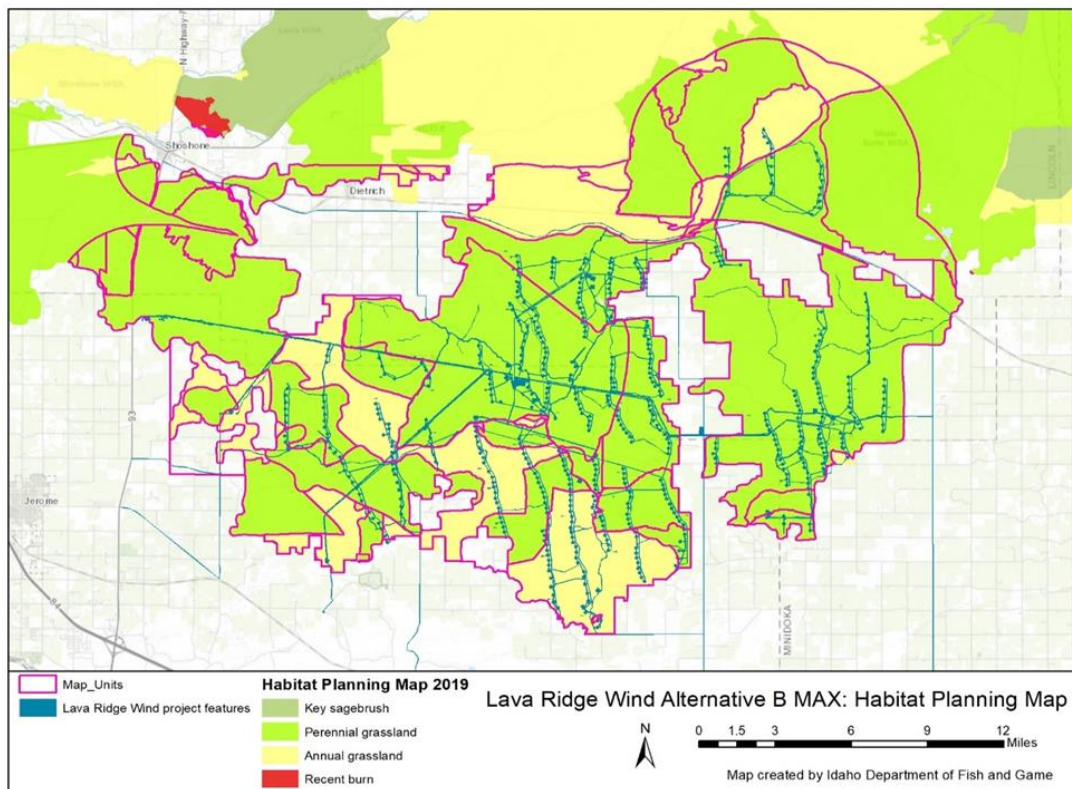 N Highway
Shoshone
Dietrich
LINCOLN
93
Jerome
84
MINIDOKA
Map_Units
Lava Ridge Wind project features
Habitat Planning Map 2019
Key sagebrush
Perennial grassland
Annual grassland
Recent burn
Lava Ridge Wind Alternative B MAX: Habitat Planning Map
N
0 1.5 3 6 9 12
Miles
Map created by Idaho Department of Fish and Game